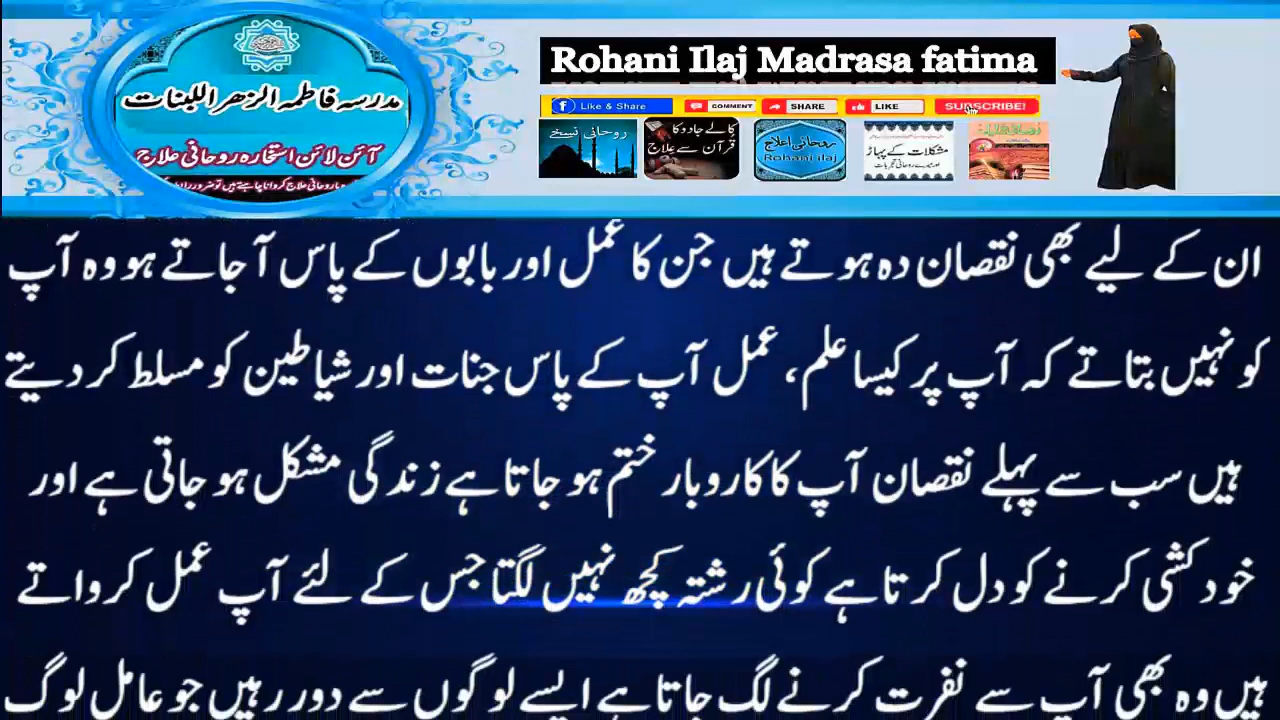 مدرسہ فاطمہ الزھرا للبنات
آئن لائن استخارہ روحانی علاج
Rohani Ilaj Madrasa fatima
Like & Share
COMMENT
SHARE
LIKE
SUBSCRIBE!
روحانی نسخے
کالے جادو کا
قرآن سے علاج
روحانی علاج
Rohani ilaj
مشکلات کے پہاڑ
ان کے لیے بھی نقصان دہ ہوتے ہیں جن کا عمل اور بابوں کے پاس آ جاتے ہو وہ آپ
کو نہیں بتاتے کہ آپ پر کیسا علم، عمل آپ کے پاس جنات اور شیاطین کو مسلط کر دیتے
ہیں سب سے پہلے نقصان آپ کا کاروبار ختم ہو جاتا ہے زندگی مشکل ہو جاتی ہے اور
خود کشی کرنے کو دل کرتا ہے کوئی رشتہ کچھ نہیں لگتا جس کے لئے آپ عمل کرواتے
ہیں وہ بھی آپ سے نفرت کرنے لگ جاتا ہے ایسے لوگوں سے دور رہیں جو عامل لوگ